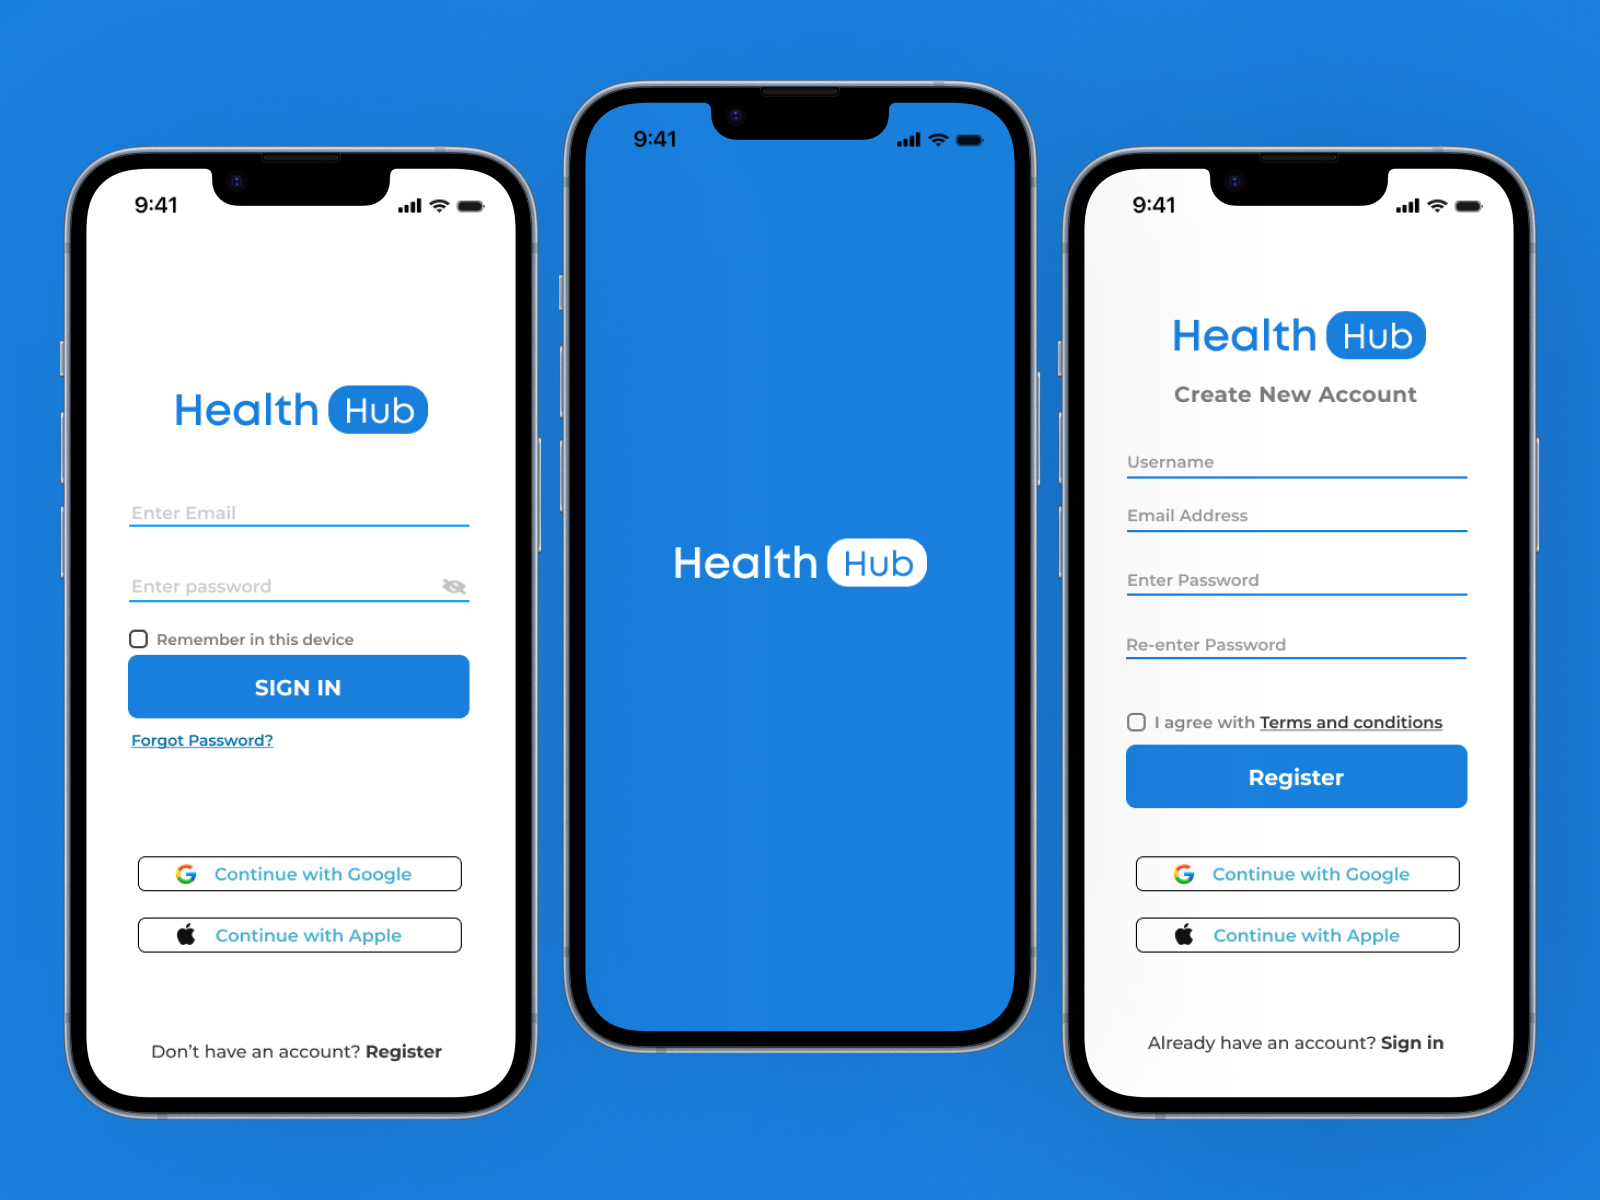 9:41
Health Hub
Enter Email
Enter password
Remember in this device
SIGN IN
Forgot Password?
Continue with Google
Continue with Apple
Don't have an account? Register
9:41
Health Hub
9:41
Health Hub
Create New Account
Username
Email Address
Enter Password
Re-enter Password
I agree with Terms and conditions
Register
Continue with Google
Continue with Apple
Already have an account? Sign in